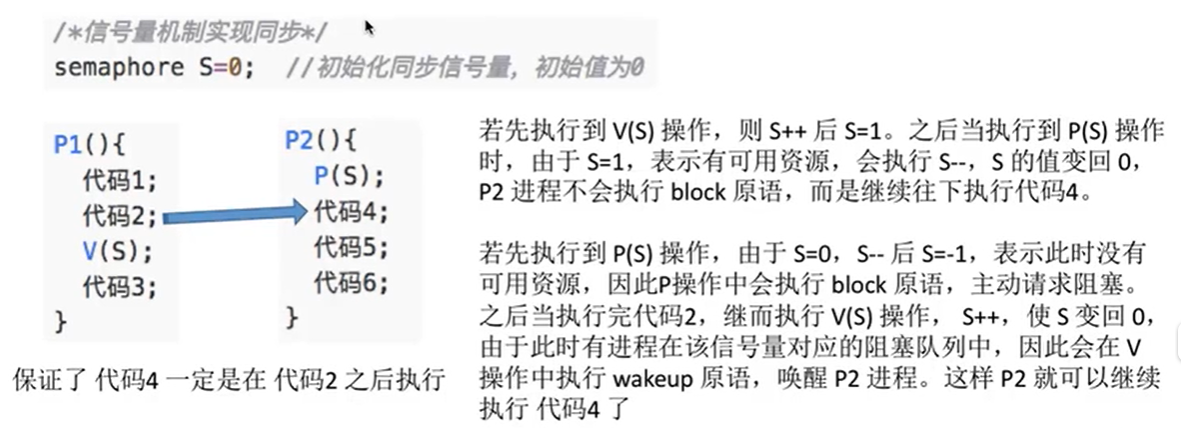 /*信号量机制实现同步*/
semaphore S=0;  //初始化同步信号量，初始值为0
P1(){
代码1;
代码2;
V(S);
代码3;
}
P2(){
P(S);
代码4;
代码5;
代码6;
}
保证了 代码4 一定是在 代码2 之后执行
若先执行到 V(S) 操作，则 S++ 后 S=1。之后当执行到 P(S) 操作
时，由于 S=1，表示有可用资源，会执行 S--，S 的值变回 0，
P2 进程不会执行 block 原语，而是继续往下执行代码4。
若先执行到 P(S) 操作，由于 S=0，S-- 后 S=-1，表示此时没有
可用资源，因此P操作中会执行 block 原语，主动请求阻塞。
之后当执行完代码2，继而执行 V(S) 操作， S++，使 S 变回 0，
由于此时有进程在该信号量对应的阻塞队列中，因此会在 V
操作中执行 wakeup 原语，唤醒 P2 进程。这样 P2 就可以继续
执行 代码4 了